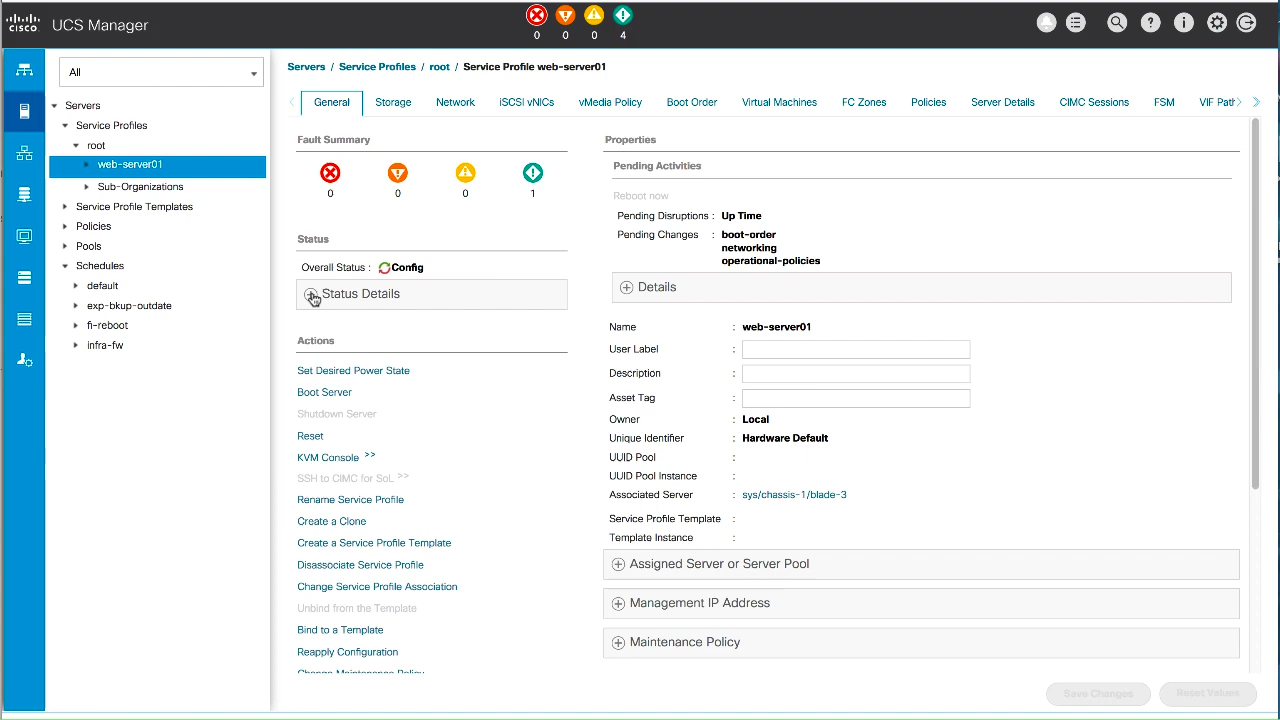 CISCO
UCS Manager
0
0
0
4
All
Servers
Service Profiles
root
web-server01
Sub-Organizations
Service Profile Templates
Policies
Pools
Schedules
default
exp-bkup-outdate
fi-reboot
infra-fw
Servers / Service Profiles / root / Service Profile web-server01
General Storage Network iSCSI vNICs vMedia Policy Boot Order Virtual Machines FC Zones Policies Server Details CIMC Sessions FSM VIF
Fault Summary
0
0
0
1
Status
Overall Status : Config
Status Details
Actions
Set Desired Power State
Boot Server
Shutdown Server
Reset
KVM Console >>
SSH to CIMC for SoL >>
Rename Service Profile
Create a Clone
Create a Service Profile Template
Disassociate Service Profile
Change Service Profile Association
Unbind from the Template
Bind to a Template
Reapply Configuration
Change Maintenance Policy
Properties
Pending Activities
Reboot now
Pending Disruptions : Up Time
Pending Changes : boot-order
networking
operational-policies
Details
Name : web-server01
User Label :
Description :
Asset Tag :
Owner : Local
Unique Identifier : Hardware Default
UUID Pool :
UUID Pool Instance :
Associated Server : sys/chassis-1/blade-3
Service Profile Template :
Template Instance :
Assigned Server or Server Pool
Management IP Address
Maintenance Policy
Save Changes
Reset Values